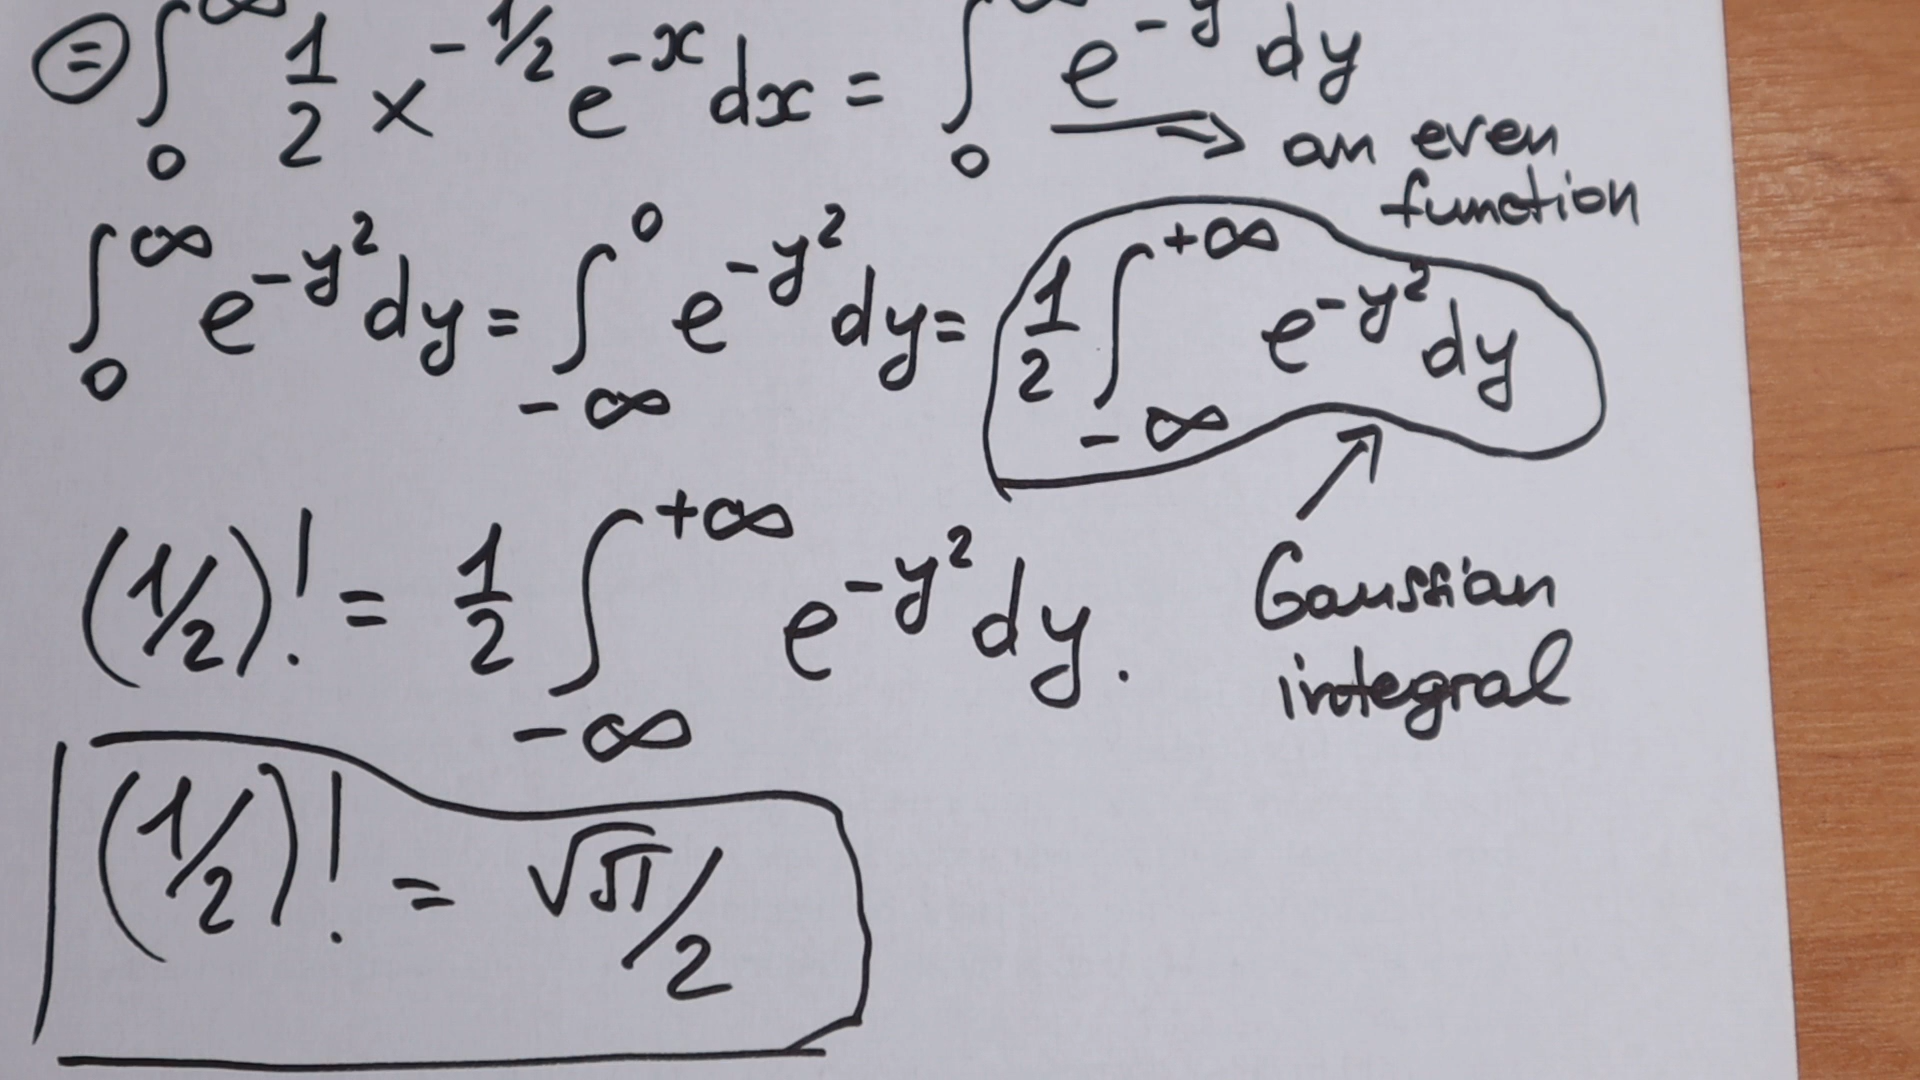 = ∫₀^∞ 1/2 x^(-1/2) e^(-x) dx = ∫₀^∞ e^(-y) dy
an even
function
∫₀^∞ e^(-y²) dy = ∫_(-∞)^0 e^(-y²) dy = 1/2 ∫_(-∞)^(+∞) e^(-y²) dy
(1/2)! = 1/2 ∫_(-∞)^(+∞) e^(-y²) dy.
Gaussian
integral
(1/2)! = √π/2